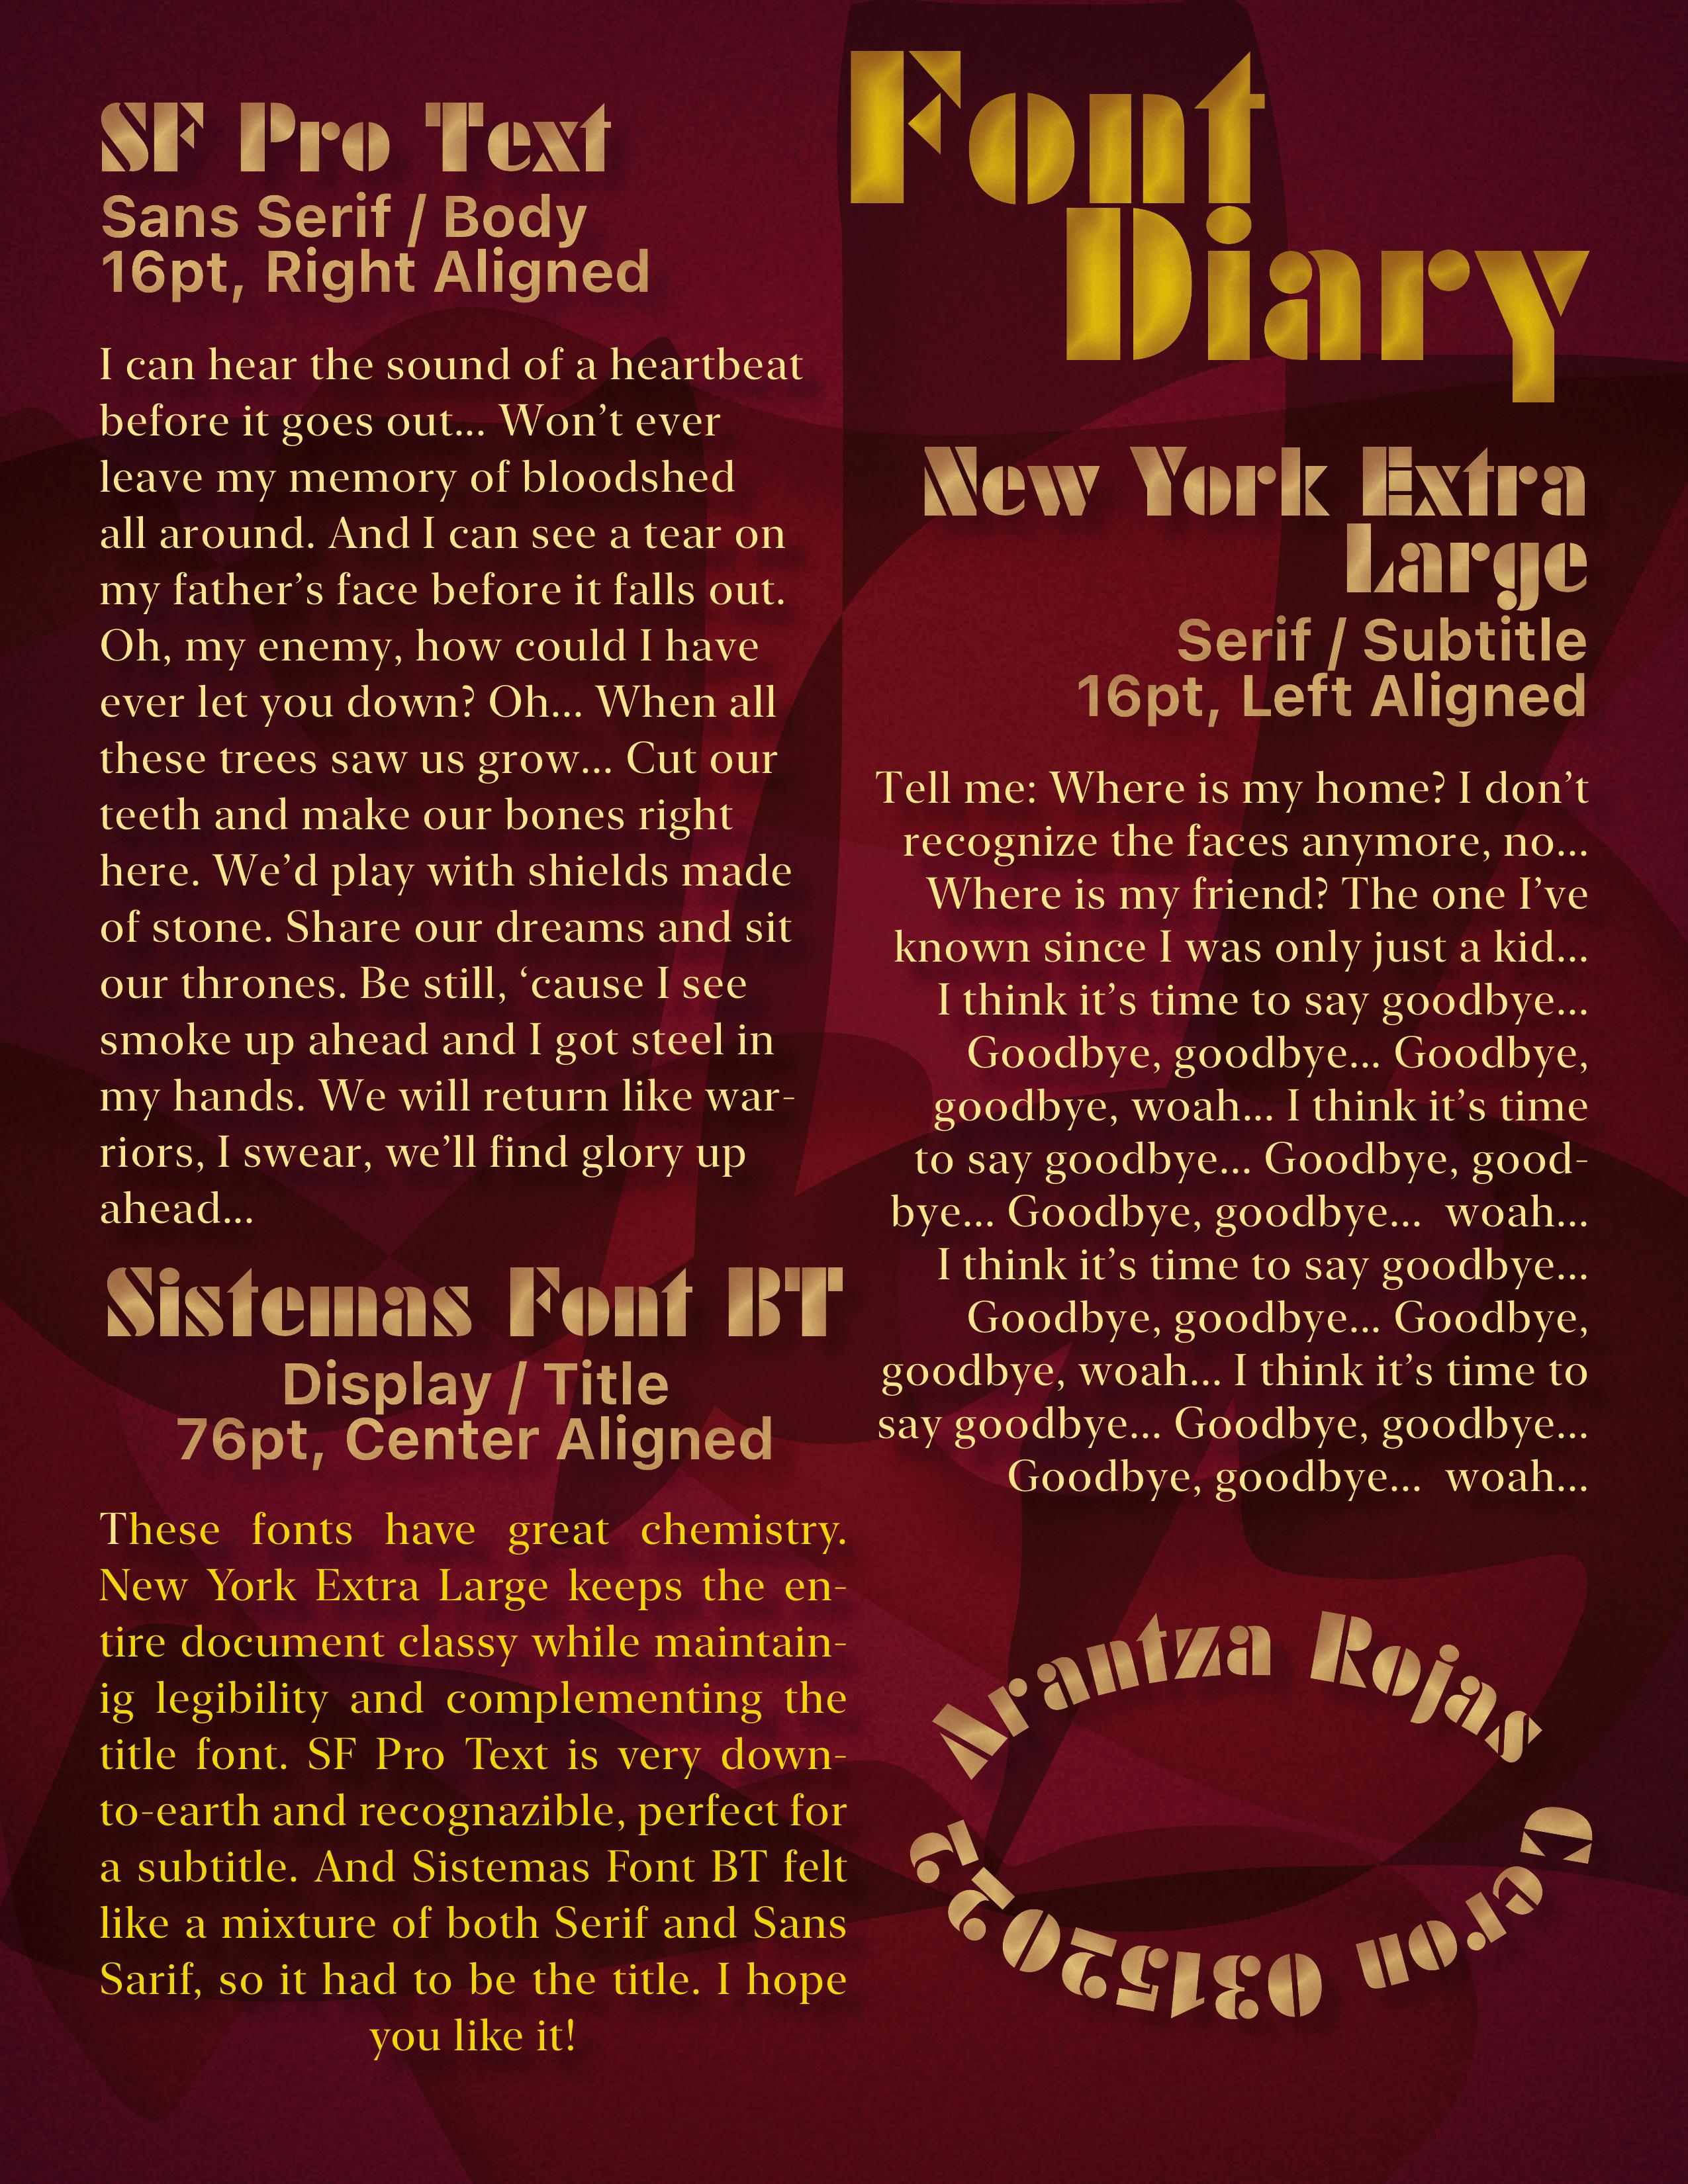 Font
Diary
SF Pro Text
Sans Serif / Body
16pt, Right Aligned
I can hear the sound of a heartbeat
before it goes out... Won’t ever
leave my memory of bloodshed
all around. And I can see a tear on
my father’s face before it falls out.
Oh, my enemy, how could I have
ever let you down? Oh... When all
these trees saw us grow... Cut our
teeth and make our bones right
here. We’d play with shields made
of stone. Share our dreams and sit
our thrones. Be still, ‘cause I see
smoke up ahead and I got steel in
my hands. We will return like war-
riors, I swear, we’ll find glory up
ahead...
Sistemas Font BT
Display / Title
76pt, Center Aligned
These fonts have great chemistry.
New York Extra Large keeps the en-
tire document classy while maintain-
ig legibility and complementing the
title font. SF Pro Text is very down-
to-earth and recognazible, perfect for
a subtitle. And Sistemas Font BT felt
like a mixture of both Serif and Sans
Sarif, so it had to be the title. I hope
you like it!
New York Extra
Large
Serif / Subtitle
16pt, Left Aligned
Tell me: Where is my home? I don’t
recognize the faces anymore, no...
Where is my friend? The one I’ve
known since I was only just a kid...
I think it’s time to say goodbye...
Goodbye, goodbye... Goodbye,
goodbye, woah... I think it’s time
to say goodbye... Goodbye, good-
bye... Goodbye, goodbye...  woah...
I think it’s time to say goodbye...
Goodbye, goodbye... Goodbye,
goodbye, woah... I think it’s time to
say goodbye... Goodbye, goodbye...
Goodbye, goodbye...  woah...
Arantza Rojas
Ceron 03152022